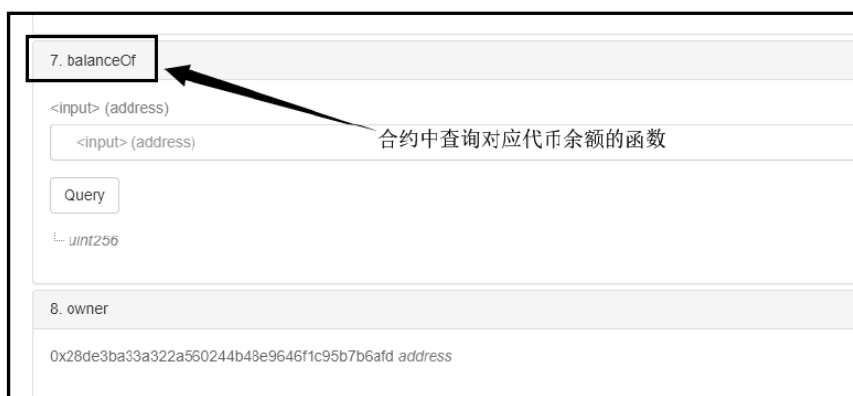 7. balanceOf
<input> (address)
<input> (address)
合约中查询对应代币余额的函数
Query
uint256
8. owner
0x28de3ba33a322a560244b48e9646f1c95b7b6afd address